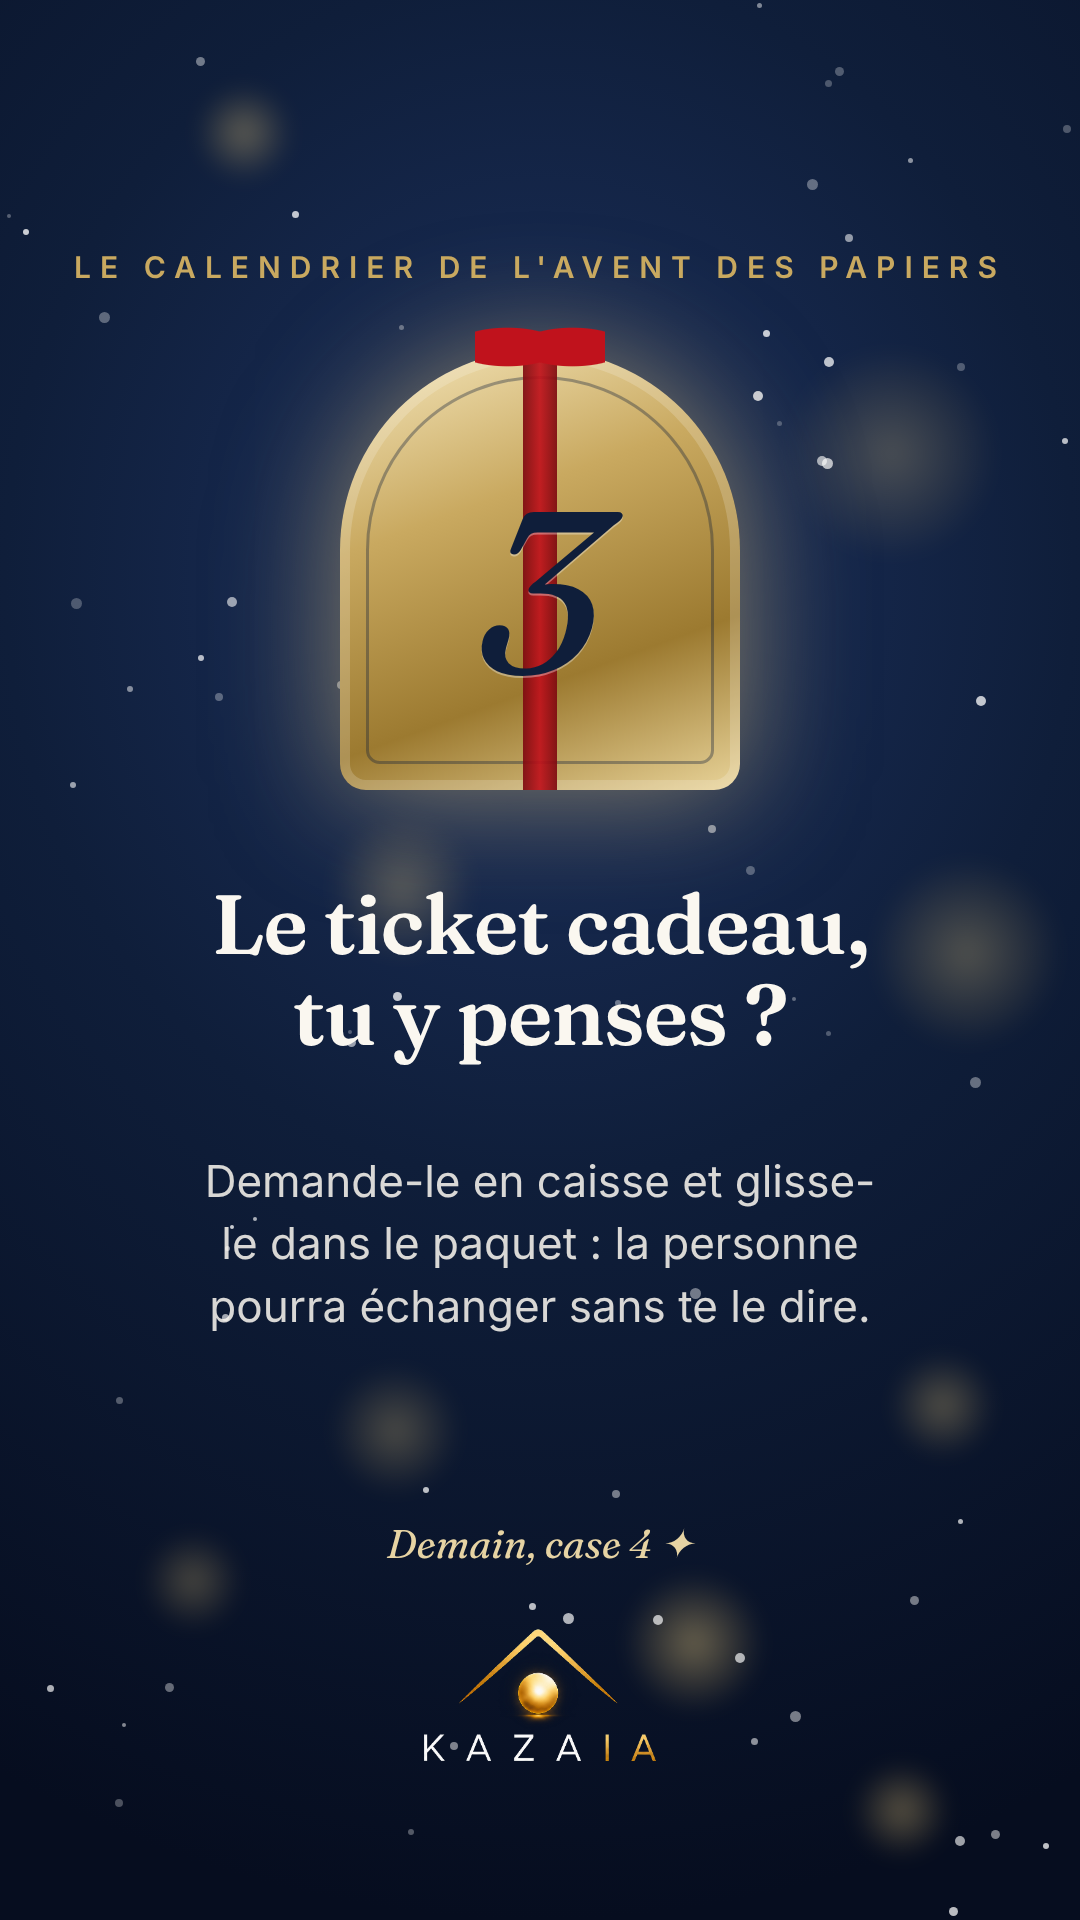 LE CALENDRIER DE L'AVENT DES PAPIERS
3
Le ticket cadeau,
tu y penses ?
Demande-le en caisse et glisse-
le dans le paquet : la personne
pourra échanger sans te le dire.
Demain, case 4 ✦
KAZAIA